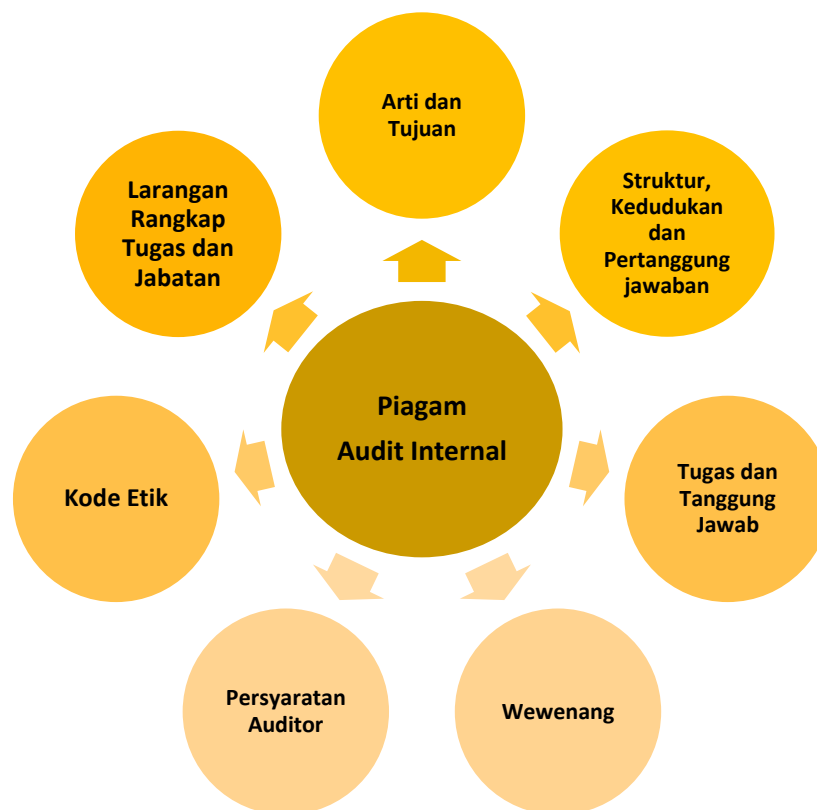 Arti dan
Tujuan
Struktur,
Kedudukan
dan
Pertanggung
jawaban
Larangan
Rangkap
Tugas dan
Jabatan
Piagam
Audit Internal
Tugas dan
Tanggung
Jawab
Kode Etik
Persyaratan
Auditor
Wewenang